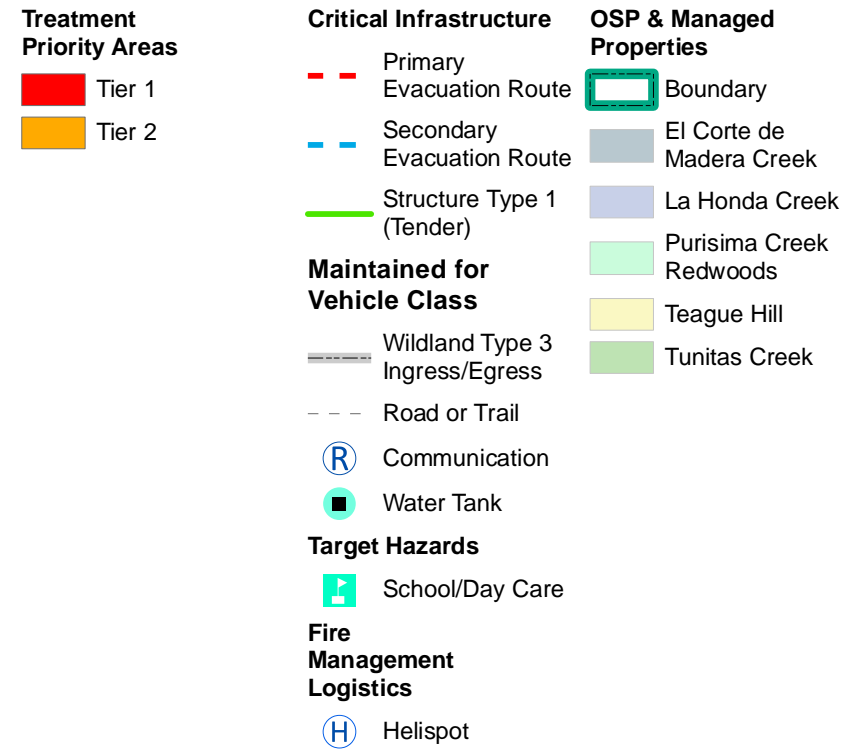 Treatment
Priority Areas
Tier 1
Tier 2
Critical Infrastructure
Primary
Evacuation Route
Secondary
Evacuation Route
Structure Type 1
(Tender)
Maintained for
Vehicle Class
Wildland Type 3
Ingress/Egress
Road or Trail
R
Communication
Water Tank
Target Hazards
School/Day Care
Fire
Management
Logistics
H
Helispot
OSP & Managed
Properties
Boundary
El Corte de
Madera Creek
La Honda Creek
Purisima Creek
Redwoods
Teague Hill
Tunitas Creek